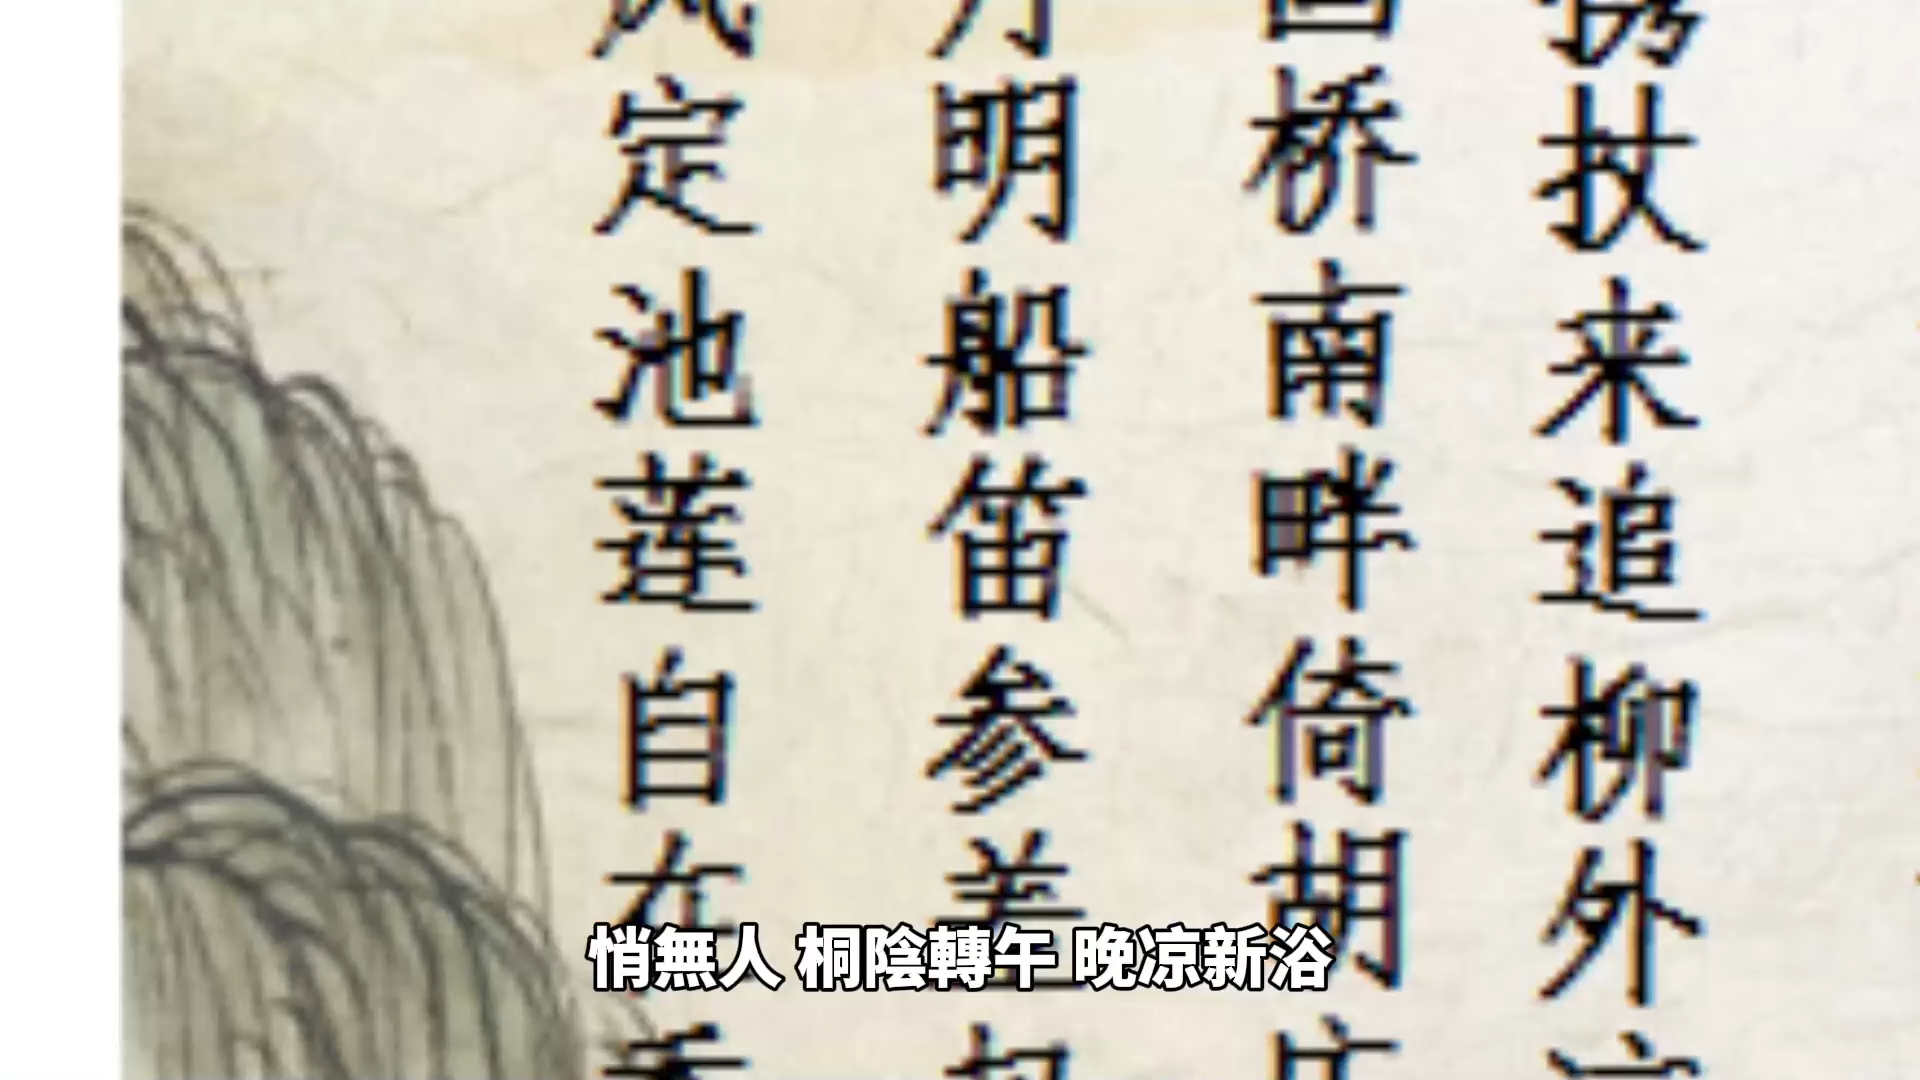 杖来追柳外
桥南畔倚胡
明船笛参差
定池莲自在
悄無人 桐陰轉午 晚凉新浴